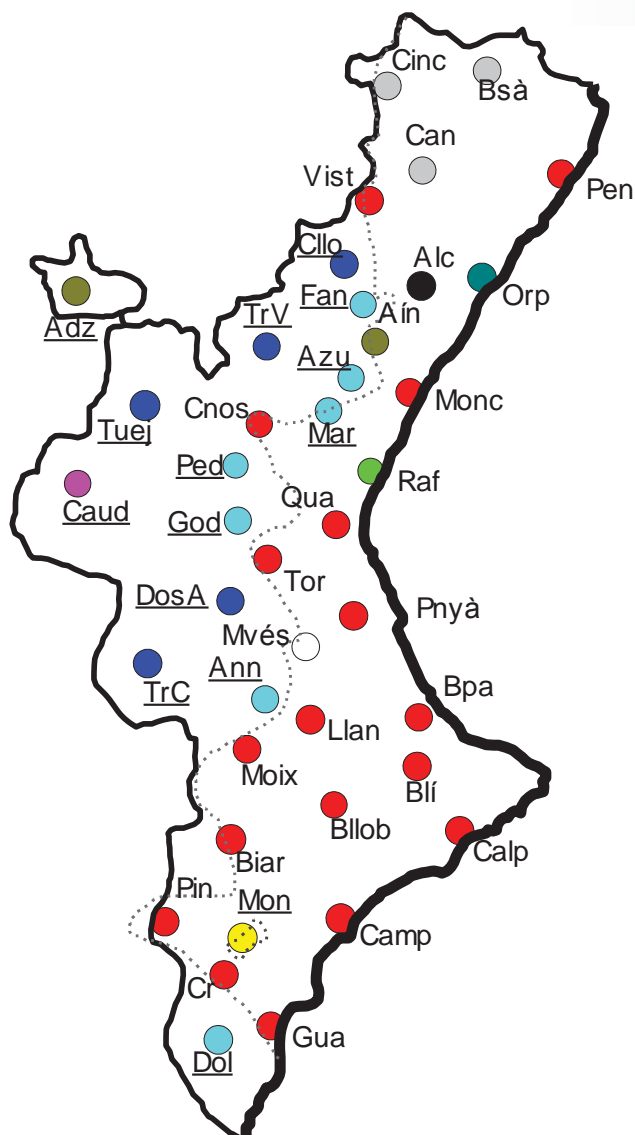 Cinc
Bsà
Can
Vist
Pen
Cllo
Alc
Fan
Orp
Adz
TrV
Aín
Azu
Cnos
Mar
Monc
Tuej
Ped
Caud
Qua
Raf
God
Tor
DosA
Pnyà
Mvés
TrC
Ann
Bpa
Llan
Moix
Blí
Bllob
Calp
Biar
Pin
Mon
Camp
Cr
Gua
Dol